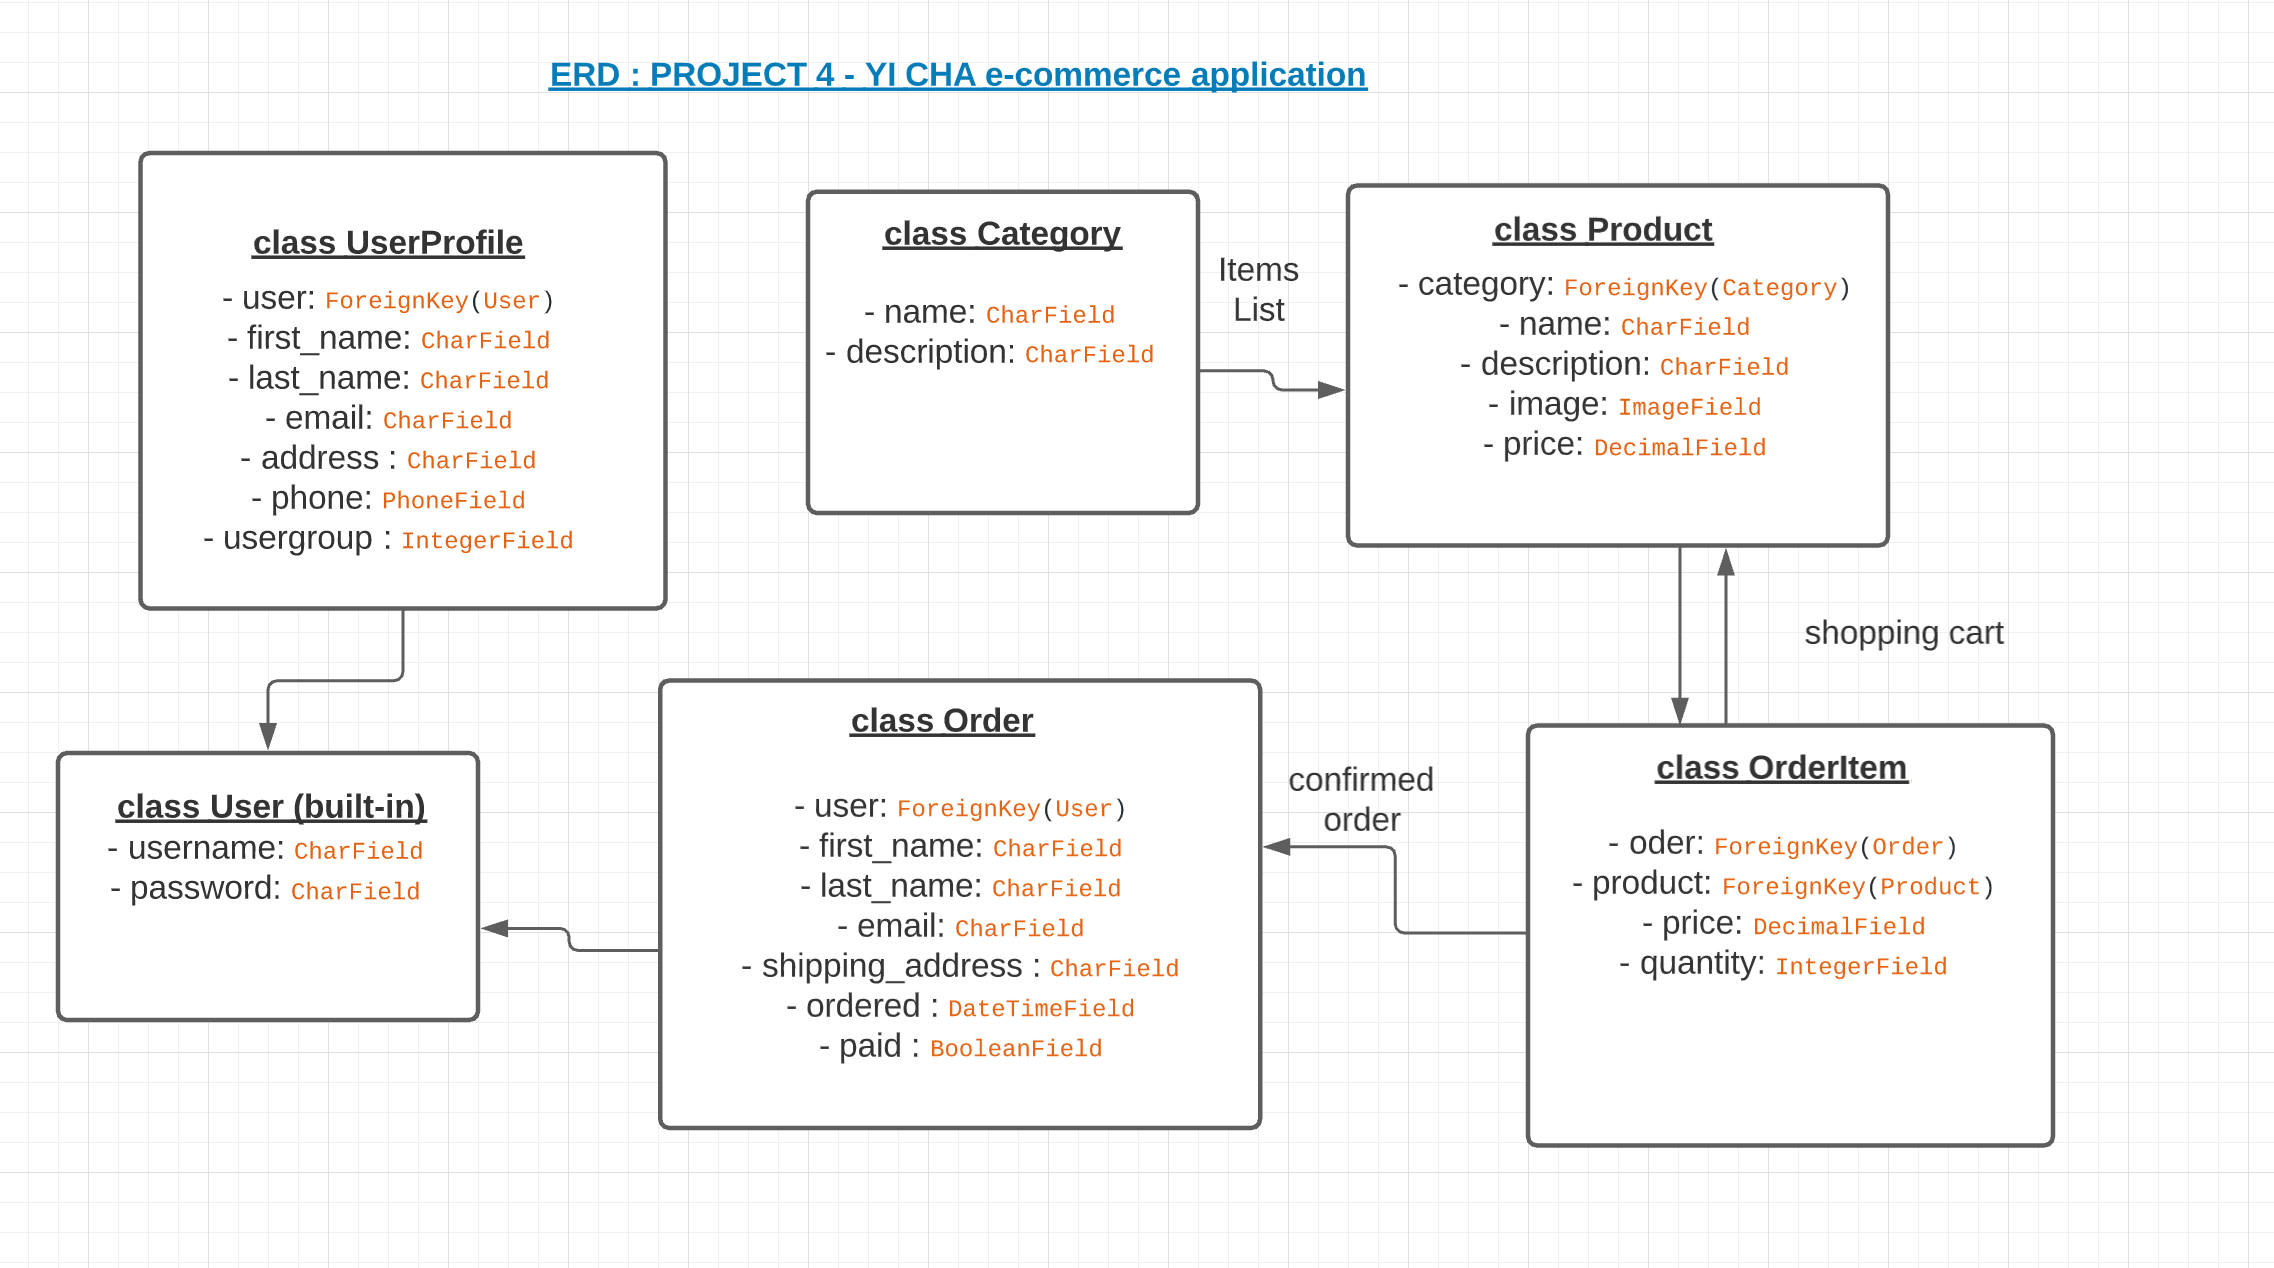 ERD : PROJECT 4 - YI CHA e-commerce application
class UserProfile
- user: ForeignKey(User)
- first_name: CharField
- last_name: CharField
- email: CharField
- address : CharField
- phone: PhoneField
- usergroup : IntegerField
class Category
- name: CharField
- description: CharField
Items
List
class Product
- category: ForeignKey(Category)
- name: CharField
- description: CharField
- image: ImageField
- price: DecimalField
shopping cart
class User (built-in)
- username: CharField
- password: CharField
class Order
- user: ForeignKey(User)
- first_name: CharField
- last_name: CharField
- email: CharField
- shipping_address : CharField
- ordered : DateTimeField
- paid : BooleanField
confirmed
order
class OrderItem
- oder: ForeignKey(Order)
- product: ForeignKey(Product)
- price: DecimalField
- quantity: IntegerField